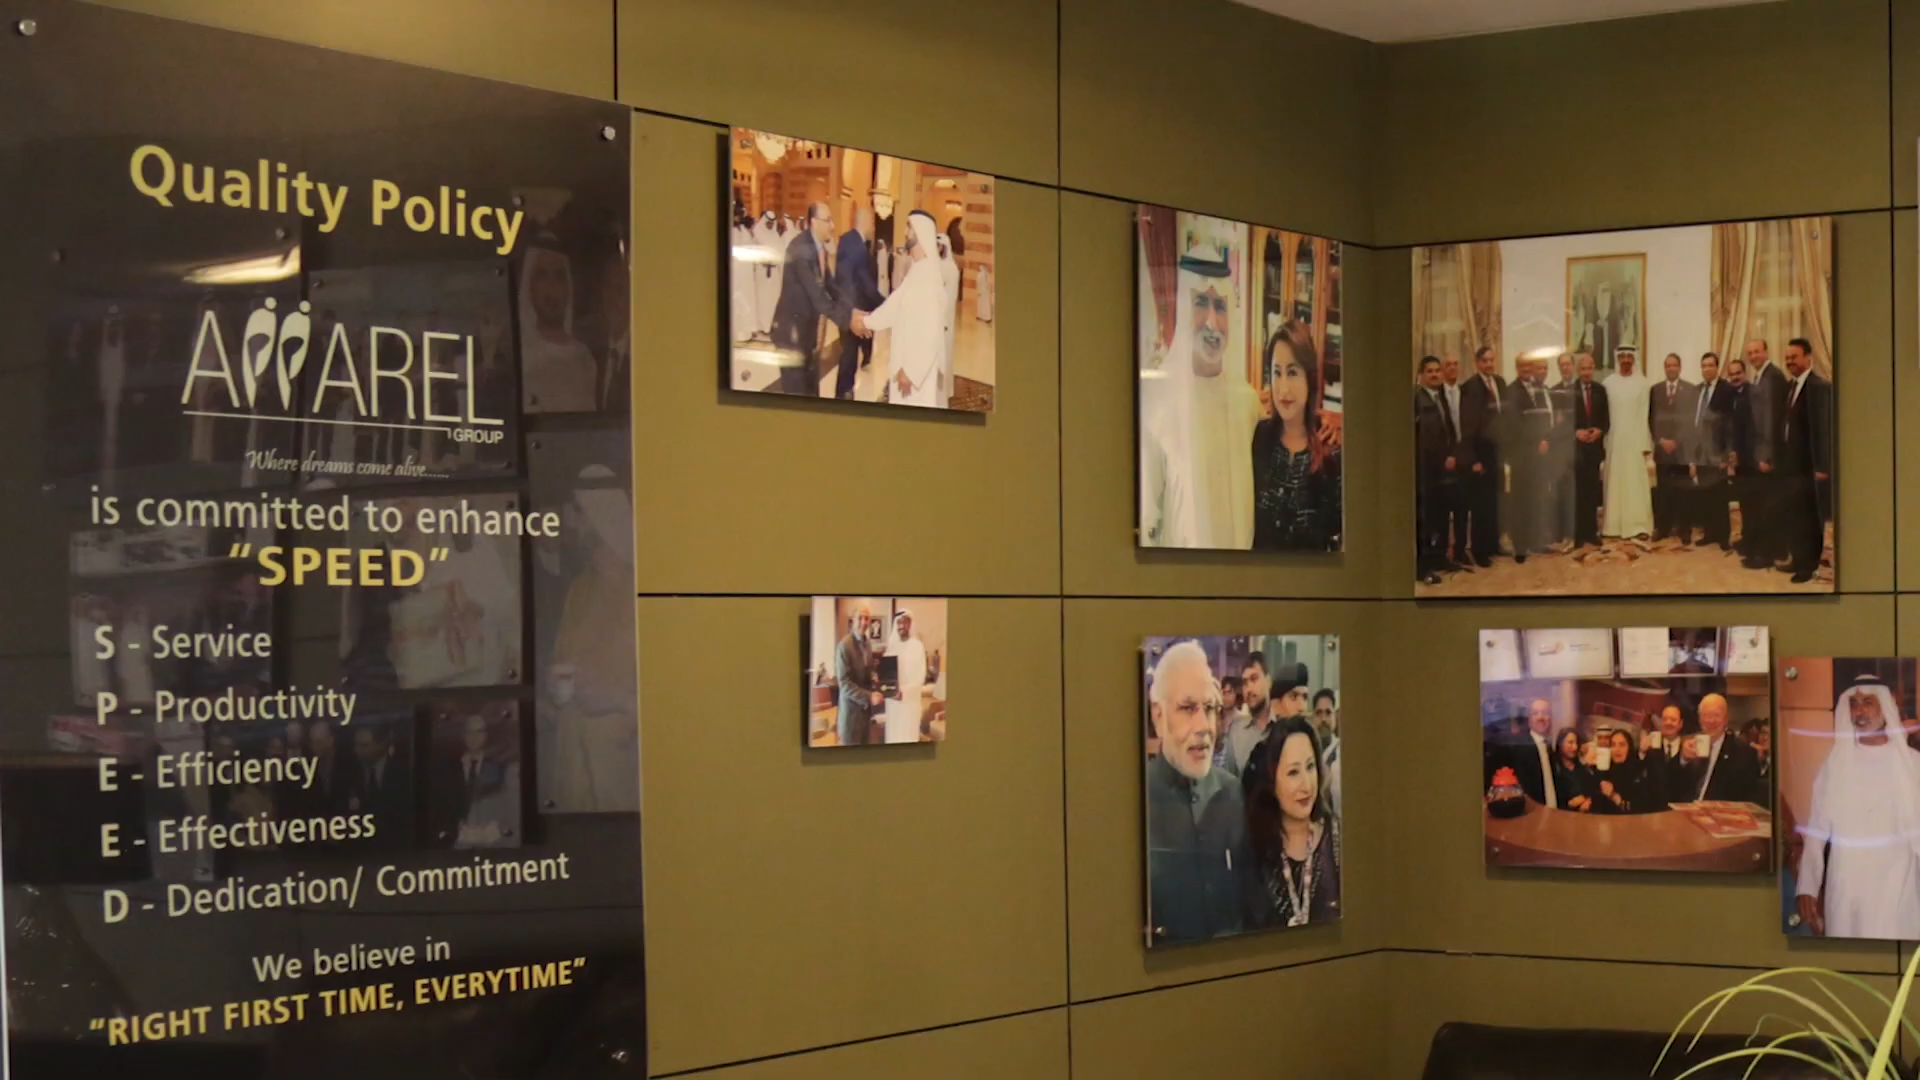 Quality Policy
APPAREL
GROUP
Where dreams come alive......
is committed to enhance
"SPEED"
S - Service
P - Productivity
E - Efficiency
E - Effectiveness
D - Dedication/ Commitment
We believe in
"RIGHT FIRST TIME, EVERYTIME"